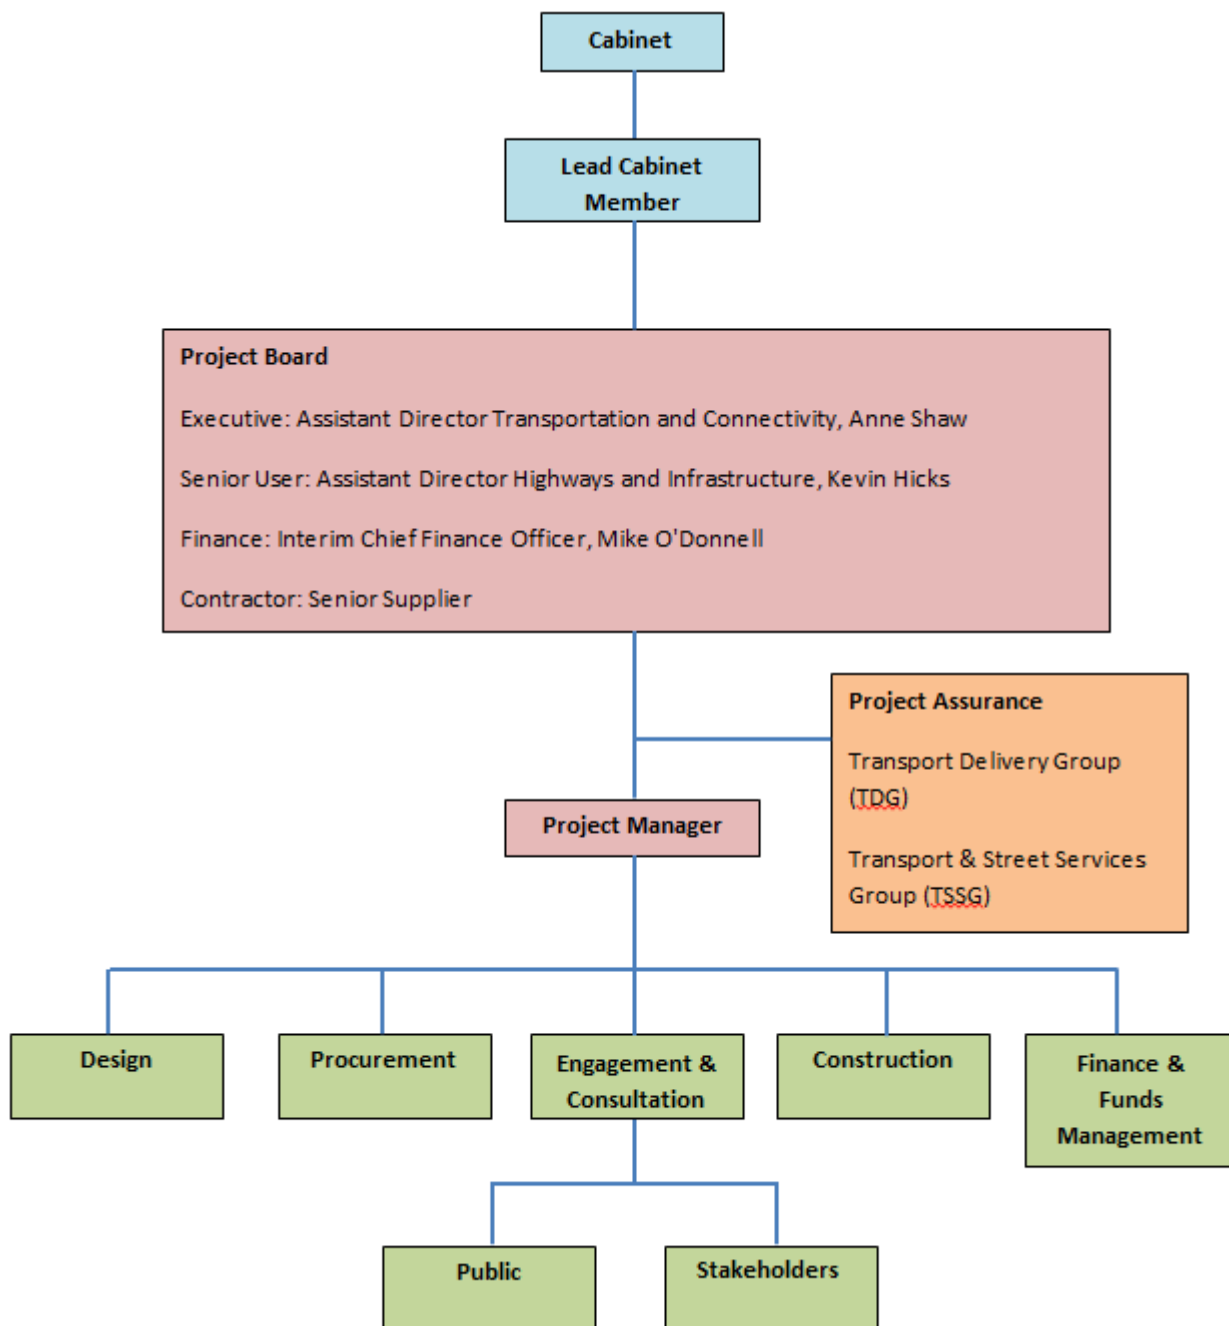 Cabinet
Lead Cabinet
Member
Project Board
Executive: Assistant Director Transportation and Connectivity, Anne Shaw
Senior User: Assistant Director Highways and Infrastructure, Kevin Hicks
Finance: Interim Chief Finance Officer, Mike O'Donnell
Contractor: Senior Supplier
Project Assurance
Transport Delivery Group
(TDG)
Transport & Street Services
Group (TSSG)
Project Manager
Design
Procurement
Engagement &
Consultation
Construction
Finance &
Funds
Management
Public
Stakeholders